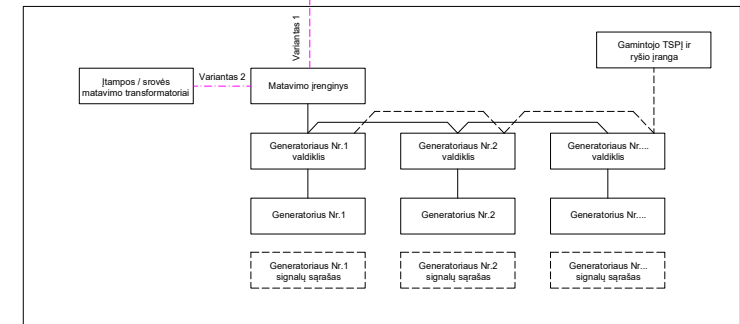 Variantas 1
Gamintojo TSPĮ ir
ryšio įranga
Įtampos / srovės
matavimo transformatoriai
Variantas 2
Matavimo įrenginys
Generatoriaus Nr.1
valdiklis
Generatoriaus Nr.2
valdiklis
Generatoriaus Nr....
valdiklis
Generatorius Nr.1
Generatorius Nr.2
Generatorius Nr....
Generatoriaus Nr.1
signalų sąrašas
Generatoriaus Nr.2
signalų sąrašas
Generatoriaus Nr...
signalų sąrašas